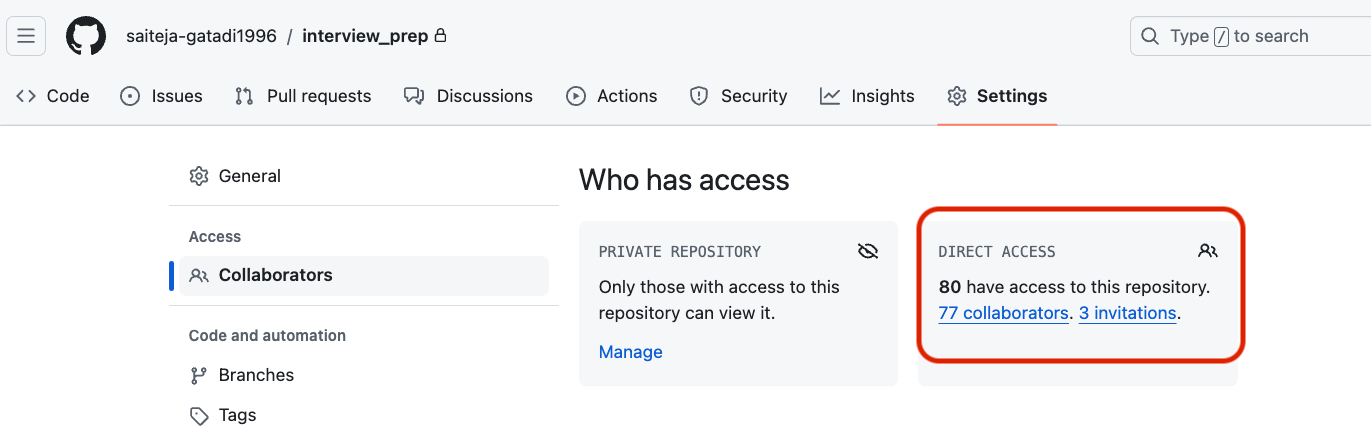 saiteja-gatadi1996 / interview_prep
Type / to search
Code Issues Pull requests Discussions Actions Security Insights Settings
General
Access
Collaborators
Code and automation
Branches
Tags
Who has access
PRIVATE REPOSITORY
Only those with access to this
repository can view it.
Manage
DIRECT ACCESS
80 have access to this repository.
77 collaborators. 3 invitations.